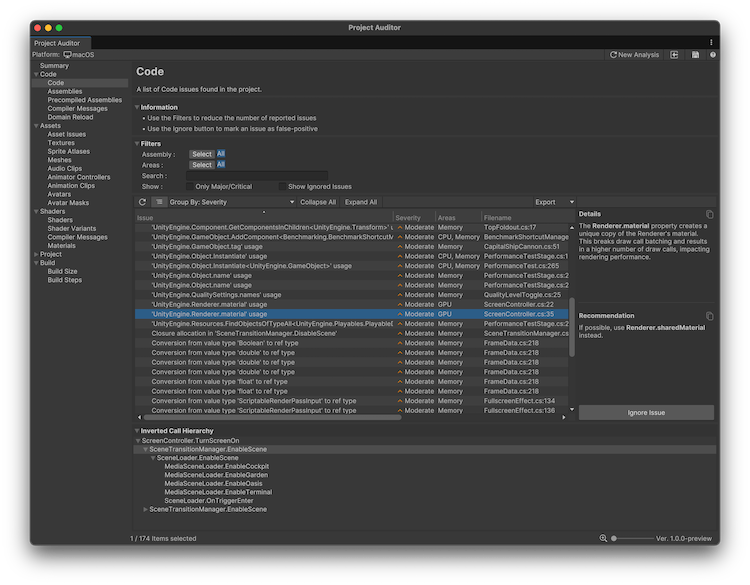 Project Auditor
Project Auditor
Platform: macOS
New Analysis
Summary
Code
Code
Assemblies
Precompiled Assemblies
Compiler Messages
Domain Reload
Assets
Asset Issues
Textures
Sprite Atlases
Meshes
Audio Clips
Animator Controllers
Animation Clips
Avatars
Avatar Masks
Shaders
Shaders
Shader Variants
Compiler Messages
Materials
Project
Build
Build Size
Build Steps
Code
A list of Code issues found in the project.
Information
• Use the Filters to reduce the number of reported issues
• Use the Ignore button to mark an issue as false-positive
Filters
Assembly : Select All
Areas : Select All
Search :
Show : Only Major/Critical Show Ignored Issues
Group By: Severity Collapse All Expand All Export
Issue Severity Areas Filename
'UnityEngine.Component.GetComponentsInChildren<UnityEngine.Transform>' u Moderate Memory TopFoldout.cs:17
'UnityEngine.GameObject.AddComponent<Benchmarking.BenchmarkShortcutM Moderate CPU, Memory BenchmarkShortcutManage
'UnityEngine.GameObject.tag' usage Moderate Memory CapitalShipCannon.cs:51
'UnityEngine.Object.Instantiate' usage Moderate CPU, Memory PerformanceTestStage.cs:1
'UnityEngine.Object.Instantiate<UnityEngine.GameObject>' usage Moderate CPU, Memory PerformanceTest.cs:265
'UnityEngine.Object.name' usage Moderate Memory PerformanceTestStage.cs:2
'UnityEngine.Object.name' usage Moderate Memory PerformanceTestStage.cs:2
'UnityEngine.QualitySettings.names' usage Moderate Memory QualityLevelToggle.cs:25
'UnityEngine.Renderer.material' usage Moderate GPU ScreenController.cs:22
'UnityEngine.Renderer.material' usage Moderate GPU ScreenController.cs:35
'UnityEngine.Resources.FindObjectsOfTypeAll<UnityEngine.Playables.PlayableD Moderate Memory PerformanceTestStage.cs:2
Closure allocation in 'SceneTransitionManager.DisableScene' Moderate Memory SceneTransitionManager.cs
Conversion from value type 'Boolean' to ref type Moderate Memory FrameData.cs:218
Conversion from value type 'double' to ref type Moderate Memory FrameData.cs:218
Conversion from value type 'double' to ref type Moderate Memory FrameData.cs:218
Conversion from value type 'double' to ref type Moderate Memory FrameData.cs:218
Conversion from value type 'float' to ref type Moderate Memory FrameData.cs:218
Conversion from value type 'float' to ref type Moderate Memory FrameData.cs:218
Conversion from value type 'ScriptableRenderPassInput' to ref type Moderate Memory FullscreenEffect.cs:134
Conversion from value type 'ScriptableRenderPassInput' to ref type Moderate Memory FullscreenEffect.cs:136
Details
The Renderer.material property creates a
unique copy of the Renderer's material.
This breaks draw call batching and results
in a higher number of draw calls, impacting
rendering performance.
Recommendation
If possible, use Renderer.sharedMaterial
instead.
Ignore Issue
Inverted Call Hierarchy
ScreenController.TurnScreenOn
SceneTransitionManager.EnableScene
SceneLoader.EnableScene
MediaSceneLoader.EnableCockpit
MediaSceneLoader.EnableGarden
MediaSceneLoader.EnableOasis
MediaSceneLoader.EnableTerminal
SceneLoader.OnTriggerEnter
SceneTransitionManager.EnableScene
1 / 174 Items selected
Ver. 1.0.0-preview